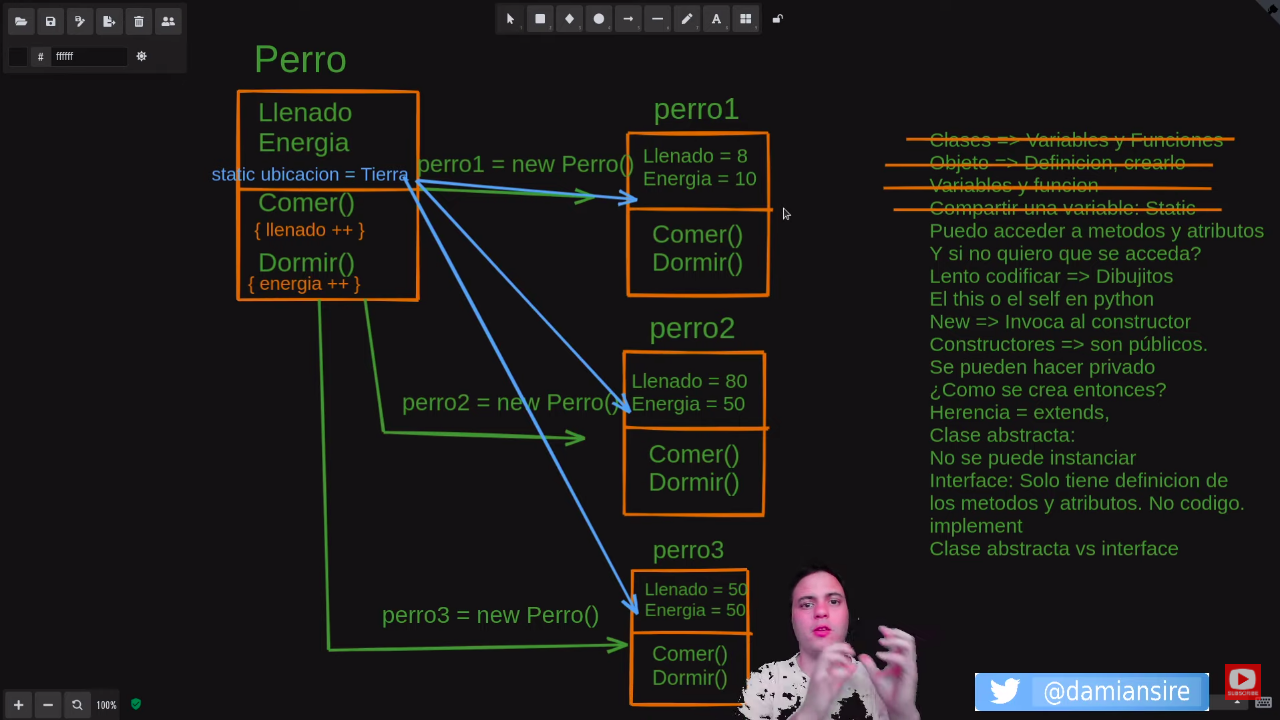 # ffffff
Perro
Llenado
Energia
static ubicacion = Tierra
Comer()
{ llenado ++ }
Dormir()
{ energia ++ }
perro1 = new Perro()
perro2 = new Perro()
perro3 = new Perro()
perro1
Llenado = 8
Energia = 10
Comer()
Dormir()
perro2
Llenado = 80
Energia = 50
Comer()
Dormir()
perro3
Llenado = 50
Energia = 50
Comer()
Dormir()
Clases => Variables y Funciones
Objeto => Definicion, crearlo
Variables y funcion
Compartir una variable: Static
Puedo acceder a metodos y atributos
Y si no quiero que se acceda?
Lento codificar => Dibujitos
El this o el self en python
New => Invoca al constructor
Constructores => son públicos.
Se pueden hacer privado
¿Como se crea entonces?
Herencia = extends,
Clase abstracta:
No se puede instanciar
Interface: Solo tiene definicion de
los metodos y atributos. No codigo.
implement
Clase abstracta vs interface
100%
@damiansire
SUBSCRIBE